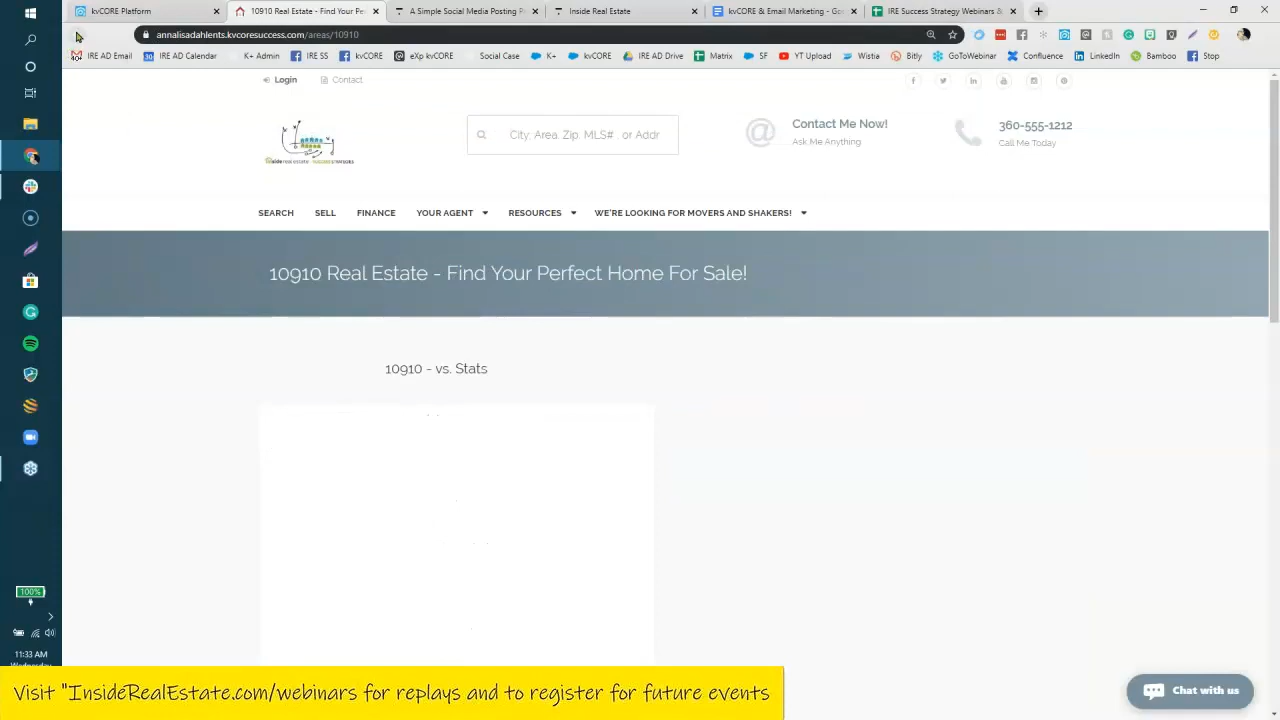 kvCORE Platform
10910 Real Estate - Find Your Pe
A Simple Social Media Posting P
Inside Real Estate
kvCORE & Email Marketing - Go
IRE Success Strategy Webinars &
annalisadahlents.kvcoresuccess.com/areas/10910
IRE AD Email
IRE AD Calendar
IRE SS
kvCORE
eXp kvCORE
Social Case
K+
kvCORE
IRE AD Drive
Matrix
YT Upload
Wistia
Bitly
GoToWebinar
Facebook
Confluence
LinkedIn
Bamboo
Stop
Login
Contact
City, Area, Zip, MLS# , or Addr
Contact Me Now!
Ask Me Anything
360-555-1212
Call Me Today
SEARCH
SELL
FINANCE
YOUR AGENT
RESOURCES
WE'RE LOOKING FOR MOVERS AND SHAKERS!
10910 Real Estate - Find Your Perfect Home For Sale!
10910 - vs. Stats
100%
11:33 AM
Wednesday
Visit "InsideRealEstate.com/webinars for replays and to register for future events
Chat with us